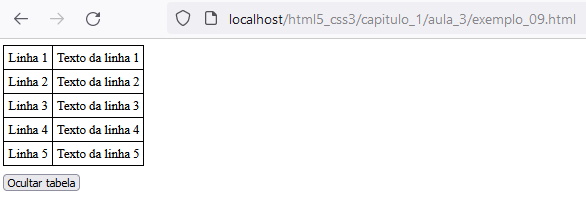 localhost/html5_css3/capitulo_1/aula_3/exemplo_09.html
Linha 1 Texto da linha 1
Linha 2 Texto da linha 2
Linha 3 Texto da linha 3
Linha 4 Texto da linha 4
Linha 5 Texto da linha 5
Ocultar tabela